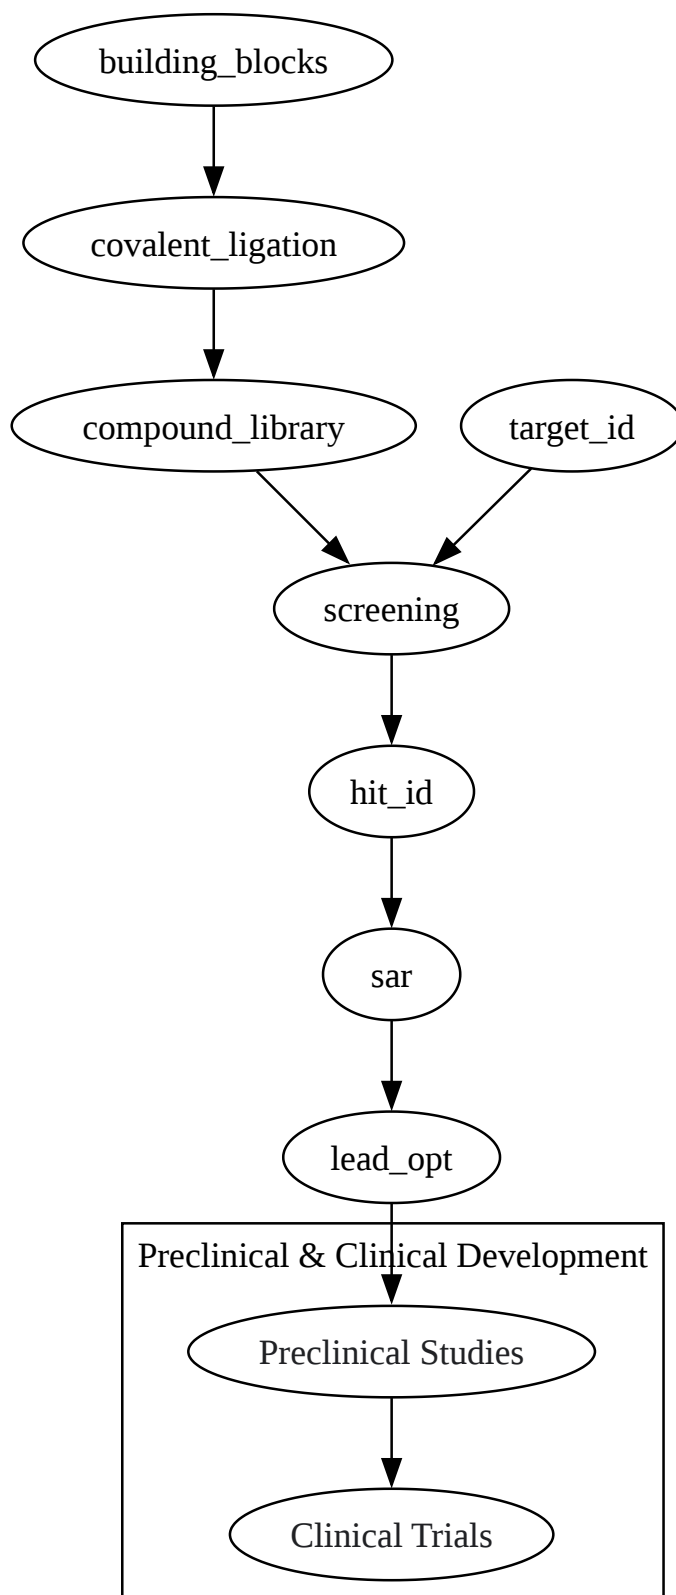 building_blocks
covalent_ligation
compound_library
target_id
screening
hit_id
sar
lead_opt
Preclinical & Clinical Development
Preclinical Studies
Clinical Trials